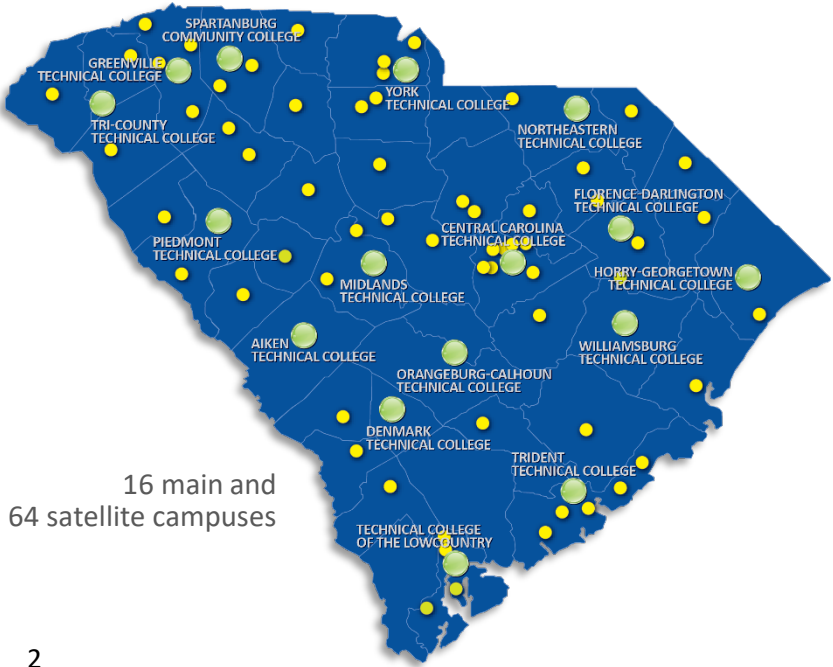 SPARTANBURG
COMMUNITY COLLEGE
GREENVILLE
TECHNICAL COLLEGE
YORK
TECHNICAL COLLEGE
TRI-COUNTY
TECHNICAL COLLEGE
NORTHEASTERN
TECHNICAL COLLEGE
FLORENCE-DARLINGTON
TECHNICAL COLLEGE
CENTRAL CAROLINA
TECHNICAL COLLEGE
PIEDMONT
TECHNICAL COLLEGE
MIDLANDS
TECHNICAL COLLEGE
HORRY-GEORGETOWN
TECHNICAL COLLEGE
AIKEN
TECHNICAL COLLEGE
WILLIAMSBURG
TECHNICAL COLLEGE
ORANGEBURG-CALHOUN
TECHNICAL COLLEGE
DENMARK
TECHNICAL COLLEGE
TRIDENT
TECHNICAL COLLEGE
16 main and
64 satellite campuses
TECHNICAL COLLEGE
OF THE LOWCOUNTRY
2